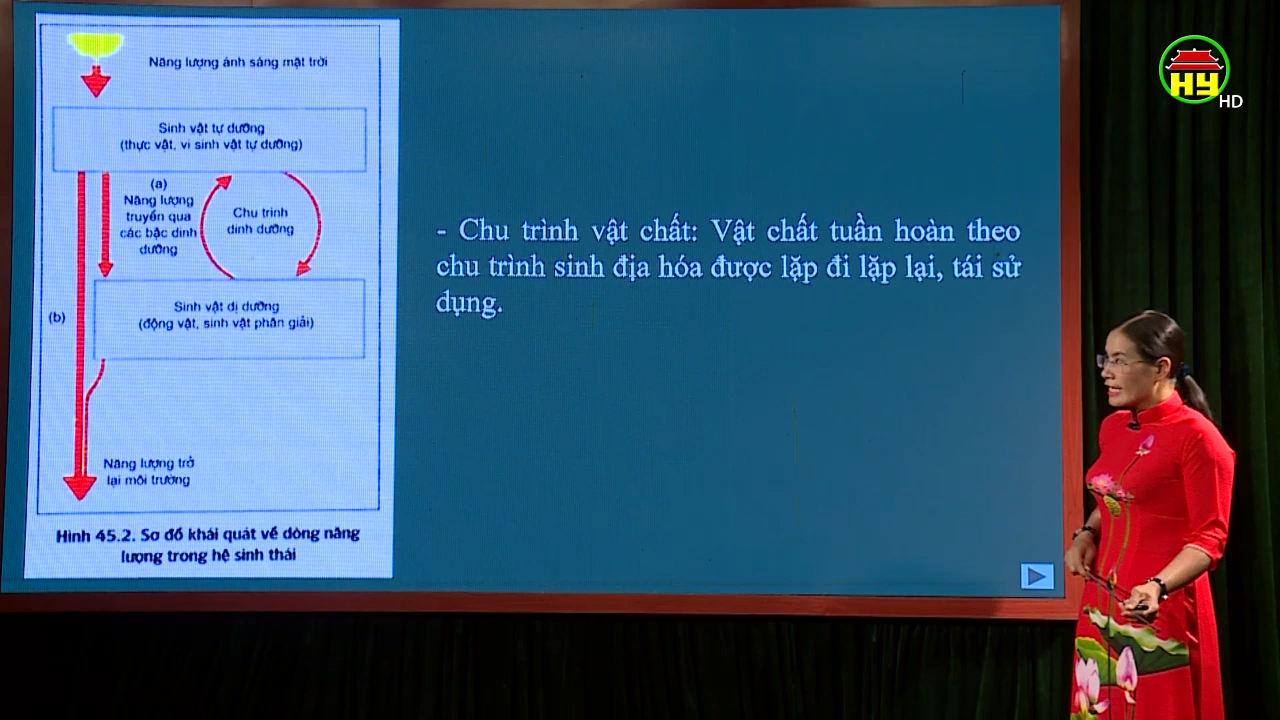 Năng lượng ánh sáng mặt trời
Sinh vật tự dưỡng
(thực vật, vi sinh vật tự dưỡng)
(a)
Năng lượng
truyền qua
các bậc dinh
dưỡng
Chu trình
dinh dưỡng
Sinh vật dị dưỡng
(động vật, sinh vật phân giải)
(b)
Năng lượng trở
lại môi trường
Hình 45.2. Sơ đồ khái quát về dòng năng
lượng trong hệ sinh thái
- Chu trình vật chất: Vật chất tuần hoàn theo
chu trình sinh địa hóa được lặp đi lặp lại, tái sử
dụng.
HY
HD